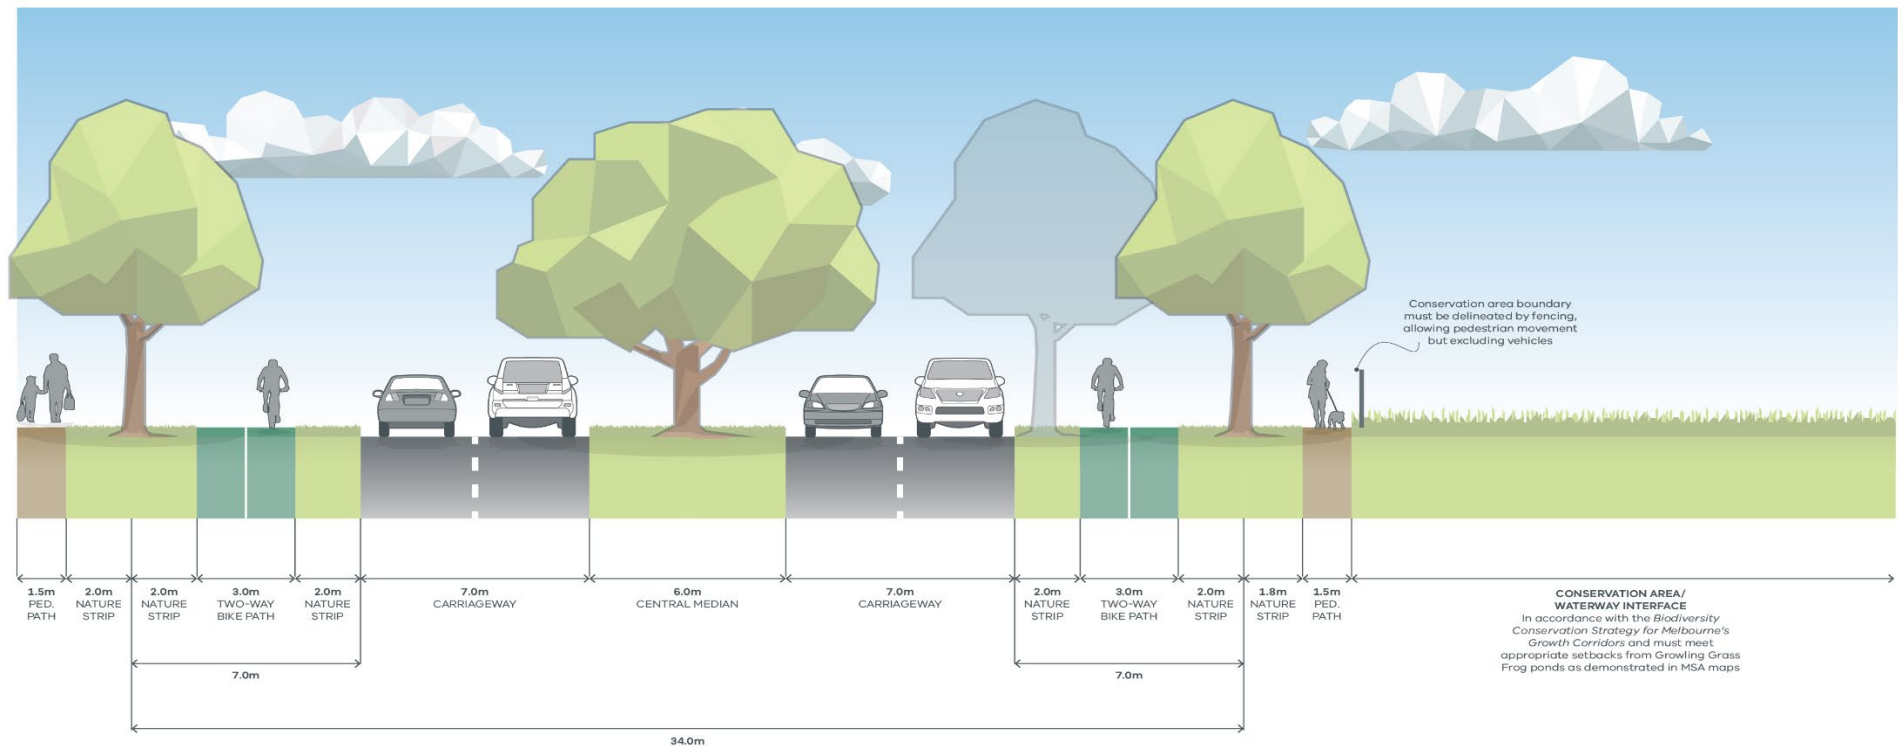 Conservation area boundary
must be delineated by fencing,
allowing pedestrian movement
but excluding vehicles
1.5m
PED.
PATH
2.0m
NATURE
STRIP
2.0m
NATURE
STRIP
3.0m
TWO-WAY
BIKE PATH
2.0m
NATURE
STRIP
7.0m
CARRIAGEWAY
6.0m
CENTRAL MEDIAN
7.0m
CARRIAGEWAY
2.0m
NATURE
STRIP
3.0m
TWO-WAY
BIKE PATH
2.0m
NATURE
STRIP
1.8m
NATURE
STRIP
1.5m
PED.
PATH
CONSERVATION AREA/
WATERWAY INTERFACE
In accordance with the Biodiversity
Conservation Strategy for Melbourne's
Growth Corridors and must meet
appropriate setbacks from Growling Grass
Frog ponds as demonstrated in MSA maps
7.0m
7.0m
34.0m